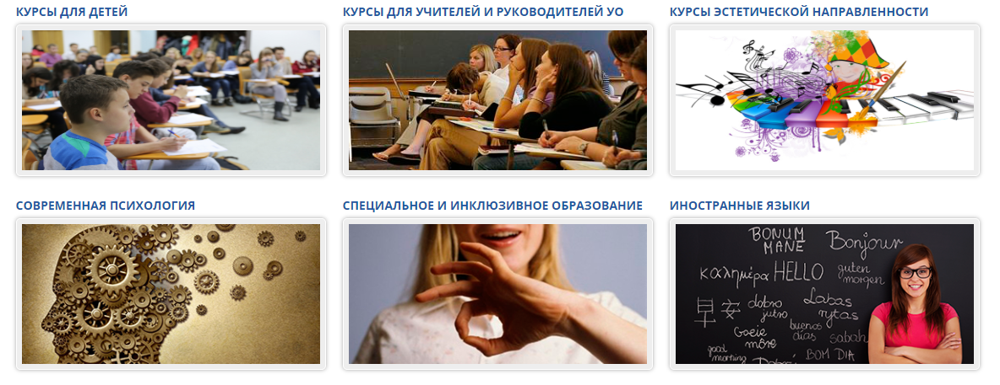 КУРСЫ ДЛЯ ДЕТЕЙ
КУРСЫ ДЛЯ УЧИТЕЛЕЙ И РУКОВОДИТЕЛЕЙ УО
КУРСЫ ЭСТЕТИЧЕСКОЙ НАПРАВЛЕННОСТИ
СОВРЕМЕННАЯ ПСИХОЛОГИЯ
СПЕЦИАЛЬНОЕ И ИНКЛЮЗИВНОЕ ОБРАЗОВАНИЕ
ИНОСТРАННЫЕ ЯЗЫКИ
BONUM
MANE
Bonjour
καλημέρα
HELLO
guten
morgen
早安
dobro
jutro
Labas
rytas
Goeie
môre
buenos
días
sabah
good
morning
BOM DIA